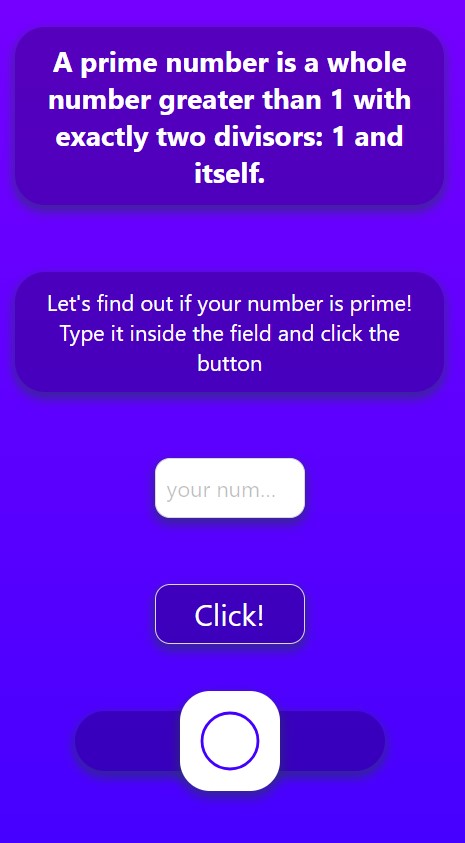 A prime number is a whole
number greater than 1 with
exactly two divisors: 1 and
itself.
Let's find out if your number is prime!
Type it inside the field and click the
button
your num...
Click!